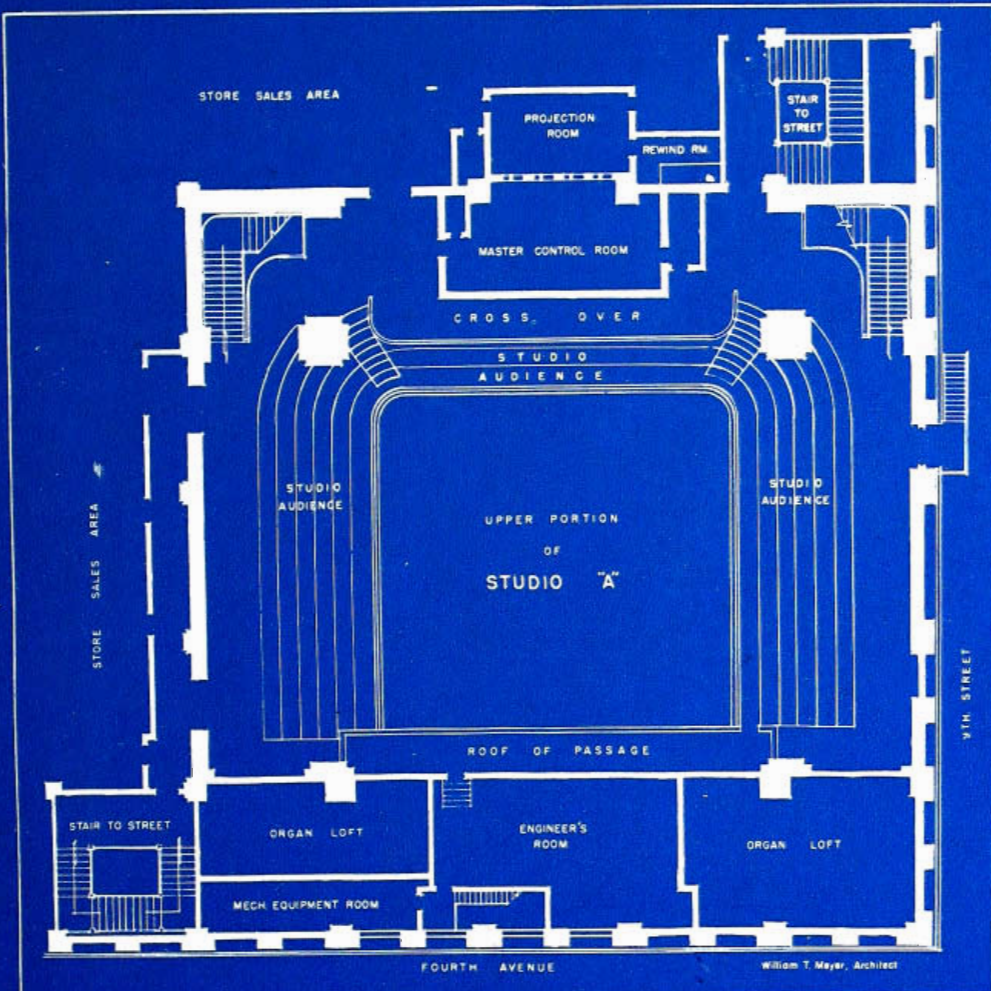 STORE SALES AREA
PROJECTION
ROOM
REWIND RM.
STAIR
TO
STREET
MASTER CONTROL ROOM
CROSS OVER
STUDIO
AUDIENCE
STUDIO
AUDIENCE
STUDIO
AUDIENCE
UPPER PORTION
OF
STUDIO "A"
STORE SALES AREA
9TH. STREET
ROOF OF PASSAGE
STAIR TO STREET
ORGAN LOFT
ENGINEER'S
ROOM
ORGAN LOFT
MECH. EQUIPMENT ROOM
FOURTH AVENUE
William T. Meyer, Architect